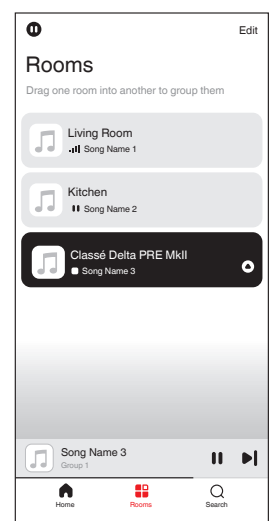 Edit
Rooms
Drag one room into another to group them
Living Room
Song Name 1
Kitchen
Song Name 2
Classé Delta PRE MkII
Song Name 3
Song Name 3
Group 1
Home
Rooms
Search